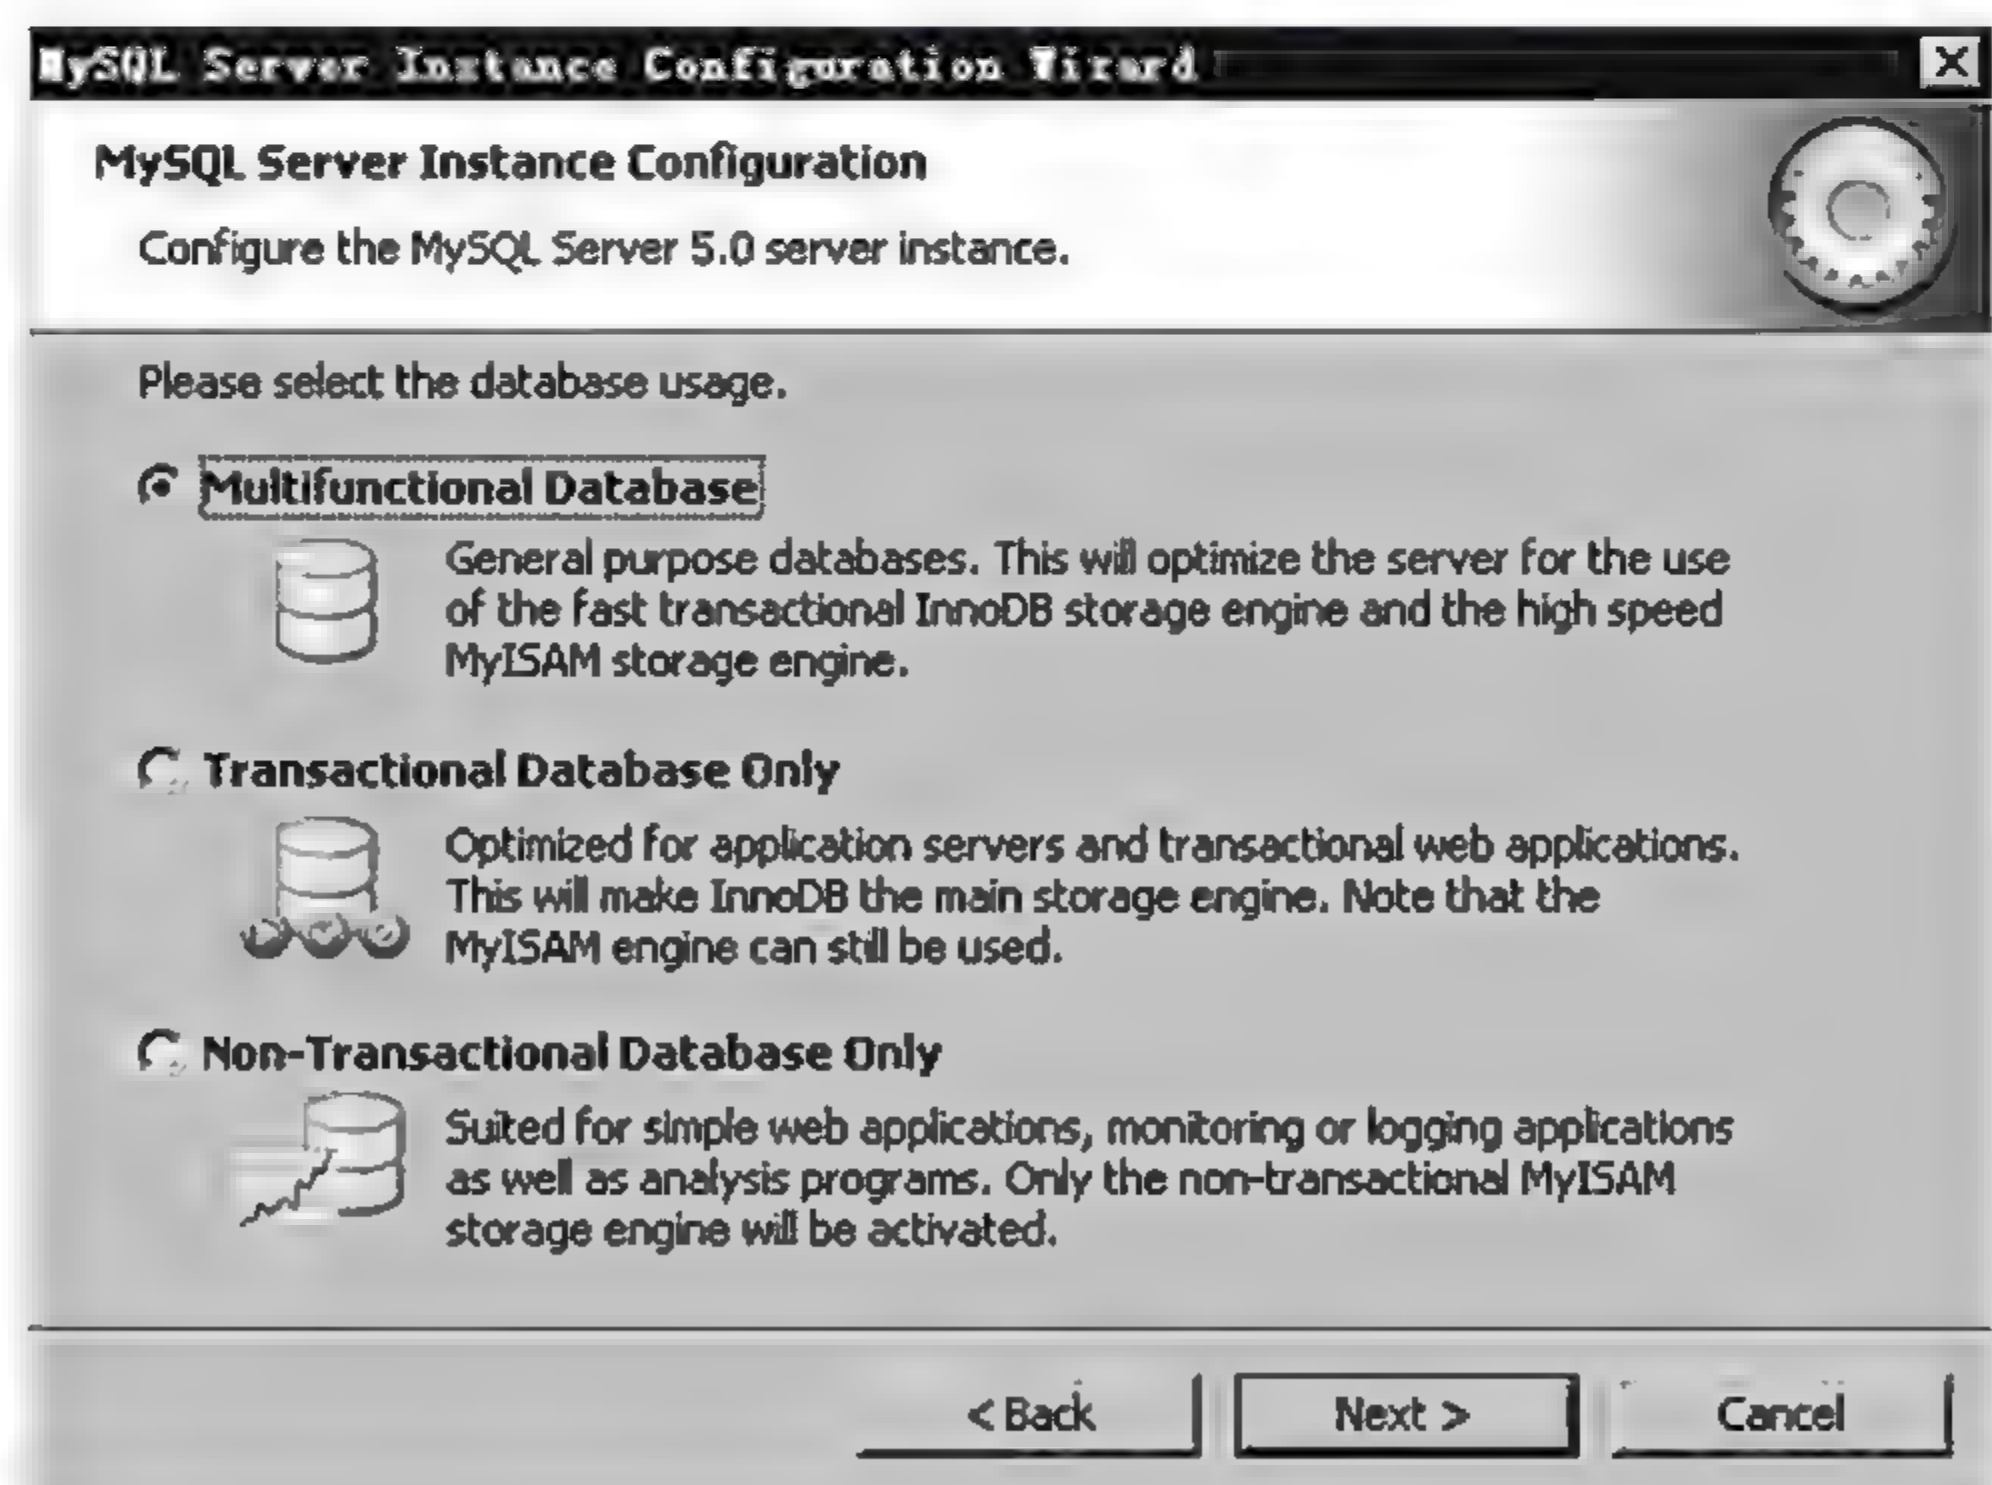 MySQL Server Instance Configuration Wizard
MySQL Server Instance Configuration
Configure the MySQL Server 5.0 server instance.
Please select the database usage.
Multifunctional Database
General purpose databases. This will optimize the server for the use
of the fast transactional InnoDB storage engine and the high speed
MyISAM storage engine.
Transactional Database Only
Optimized for application servers and transactional web applications.
This will make InnoDB the main storage engine. Note that the
MyISAM engine can still be used.
Non-Transactional Database Only
Suited for simple web applications, monitoring or logging applications
as well as analysis programs. Only the non-transactional MyISAM
storage engine will be activated.
< Back
Next >
Cancel